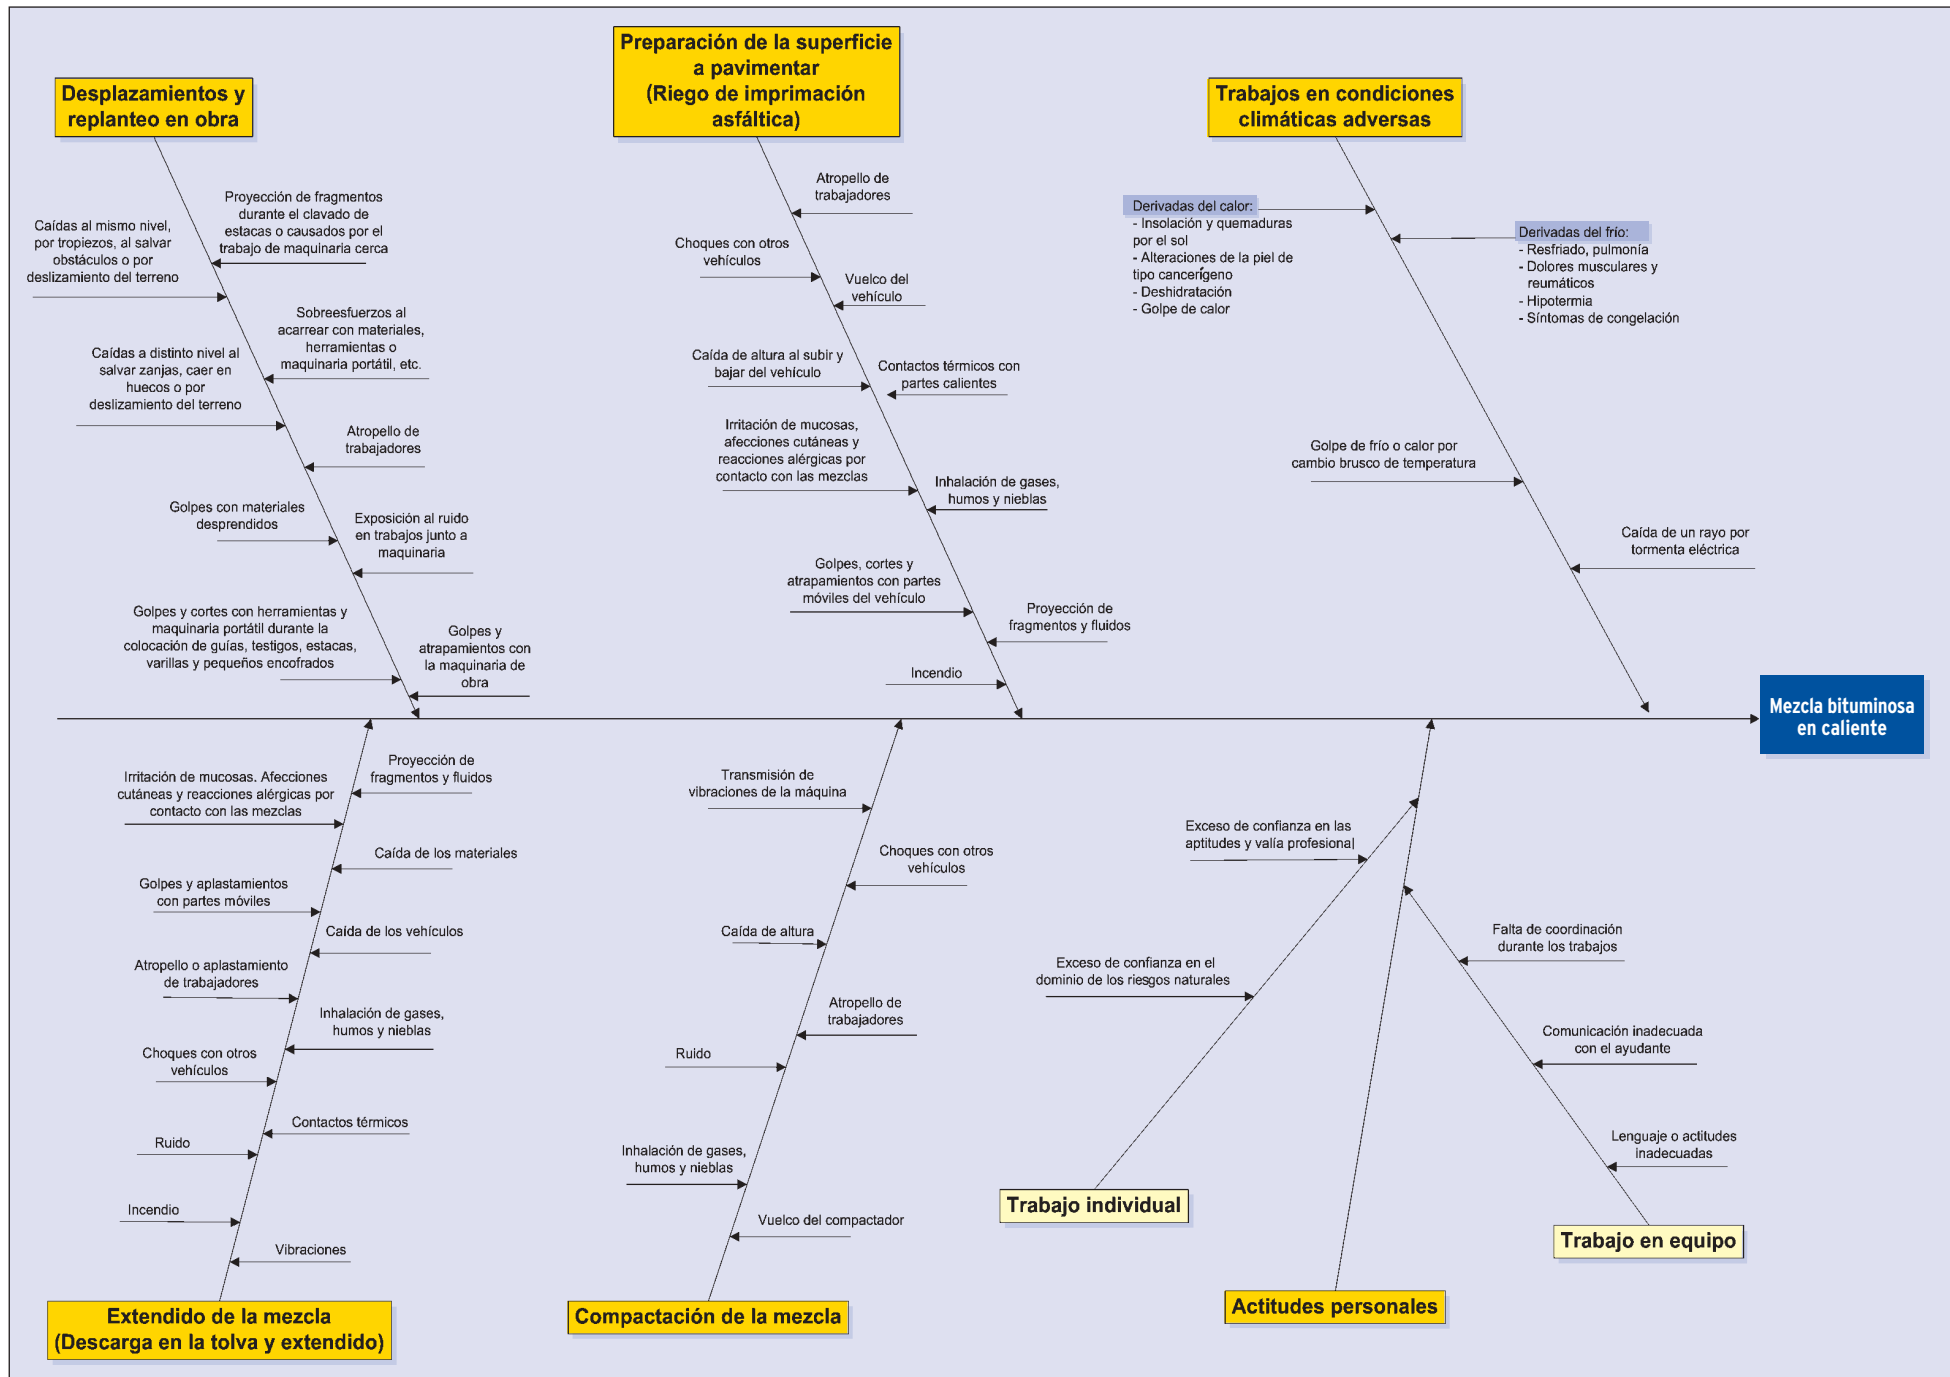 Preparación de la superficie
a pavimentar
(Riego de imprimación
asfáltica)
Desplazamientos y
replanteo en obra
Trabajos en condiciones
climáticas adversas
Proyección de fragmentos
durante el clavado de
estacas o causados por el
trabajo de maquinaria cerca
Caídas al mismo nivel,
por tropiezos, al salvar
obstáculos o por
deslizamiento del terreno
Sobreesfuerzos al
acarrear con materiales,
herramientas o
maquinaria portátil, etc.
Caídas a distinto nivel al
salvar zanjas, caer en
huecos o por
deslizamiento del terreno
Atropello de
trabajadores
Golpes con materiales
desprendidos
Exposición al ruido
en trabajos junto a
maquinaria
Golpes y cortes con herramientas y
maquinaria portátil durante la
colocación de guías, testigos, estacas,
varillas y pequeños encofrados
Golpes y
atrapamientos con
la maquinaria de
obra
Atropello de
trabajadores
Choques con otros
vehículos
Vuelco del
vehículo
Caída de altura al subir y
bajar del vehículo
Contactos térmicos con
partes calientes
Irritación de mucosas,
afecciones cutáneas y
reacciones alérgicas por
contacto con las mezclas
Inhalación de gases,
humos y nieblas
Golpes, cortes y
atrapamientos con partes
móviles del vehículo
Proyección de
fragmentos y fluidos
Incendio
Derivadas del calor:
- Insolación y quemaduras
por el sol
- Alteraciones de la piel de
tipo cancerígeno
- Deshidratación
- Golpe de calor
Derivadas del frío:
- Resfriado, pulmonía
- Dolores musculares y
reumáticos
- Hipotermia
- Síntomas de congelación
Golpe de frío o calor por
cambio brusco de temperatura
Caída de un rayo por
tormenta eléctrica
Mezcla bituminosa
en caliente
Proyección de
fragmentos y fluidos
Irritación de mucosas. Afecciones
cutáneas y reacciones alérgicas por
contacto con las mezclas
Caída de los materiales
Golpes y aplastamientos
con partes móviles
Caída de los vehículos
Atropello o aplastamiento
de trabajadores
Inhalación de gases,
humos y nieblas
Choques con otros
vehículos
Contactos térmicos
Ruido
Incendio
Vibraciones
Extendido de la mezcla
(Descarga en la tolva y extendido)
Transmisión de
vibraciones de la máquina
Choques con otros
vehículos
Caída de altura
Atropello de
trabajadores
Ruido
Inhalación de gases,
humos y nieblas
Vuelco del compactador
Compactación de la mezcla
Exceso de confianza en las
aptitudes y valía profesional
Exceso de confianza en el
dominio de los riesgos naturales
Trabajo individual
Falta de coordinación
durante los trabajos
Comunicación inadecuada
con el ayudante
Lenguaje o actitudes
inadecuadas
Trabajo en equipo
Actitudes personales